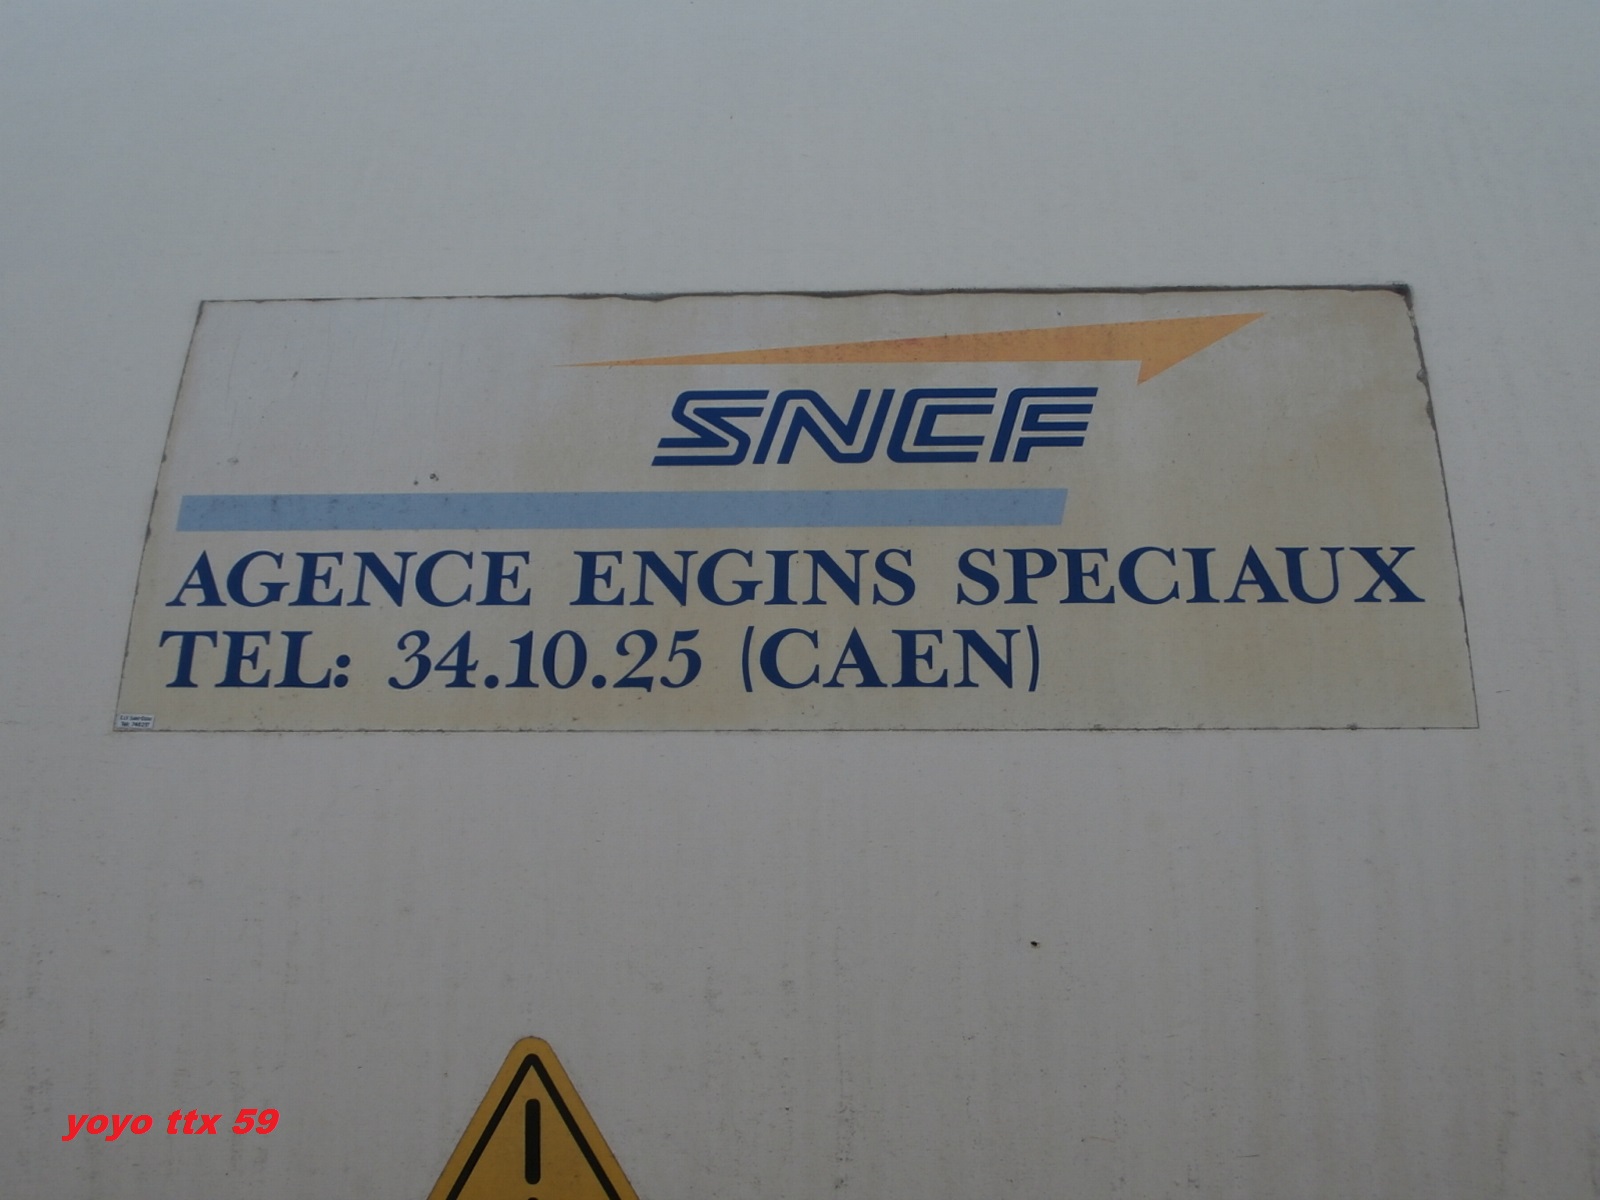 SNCF
AGENCE ENGINS SPECIAUX
TEL: 34.10.25 (CAEN)
yoyo ttx 59